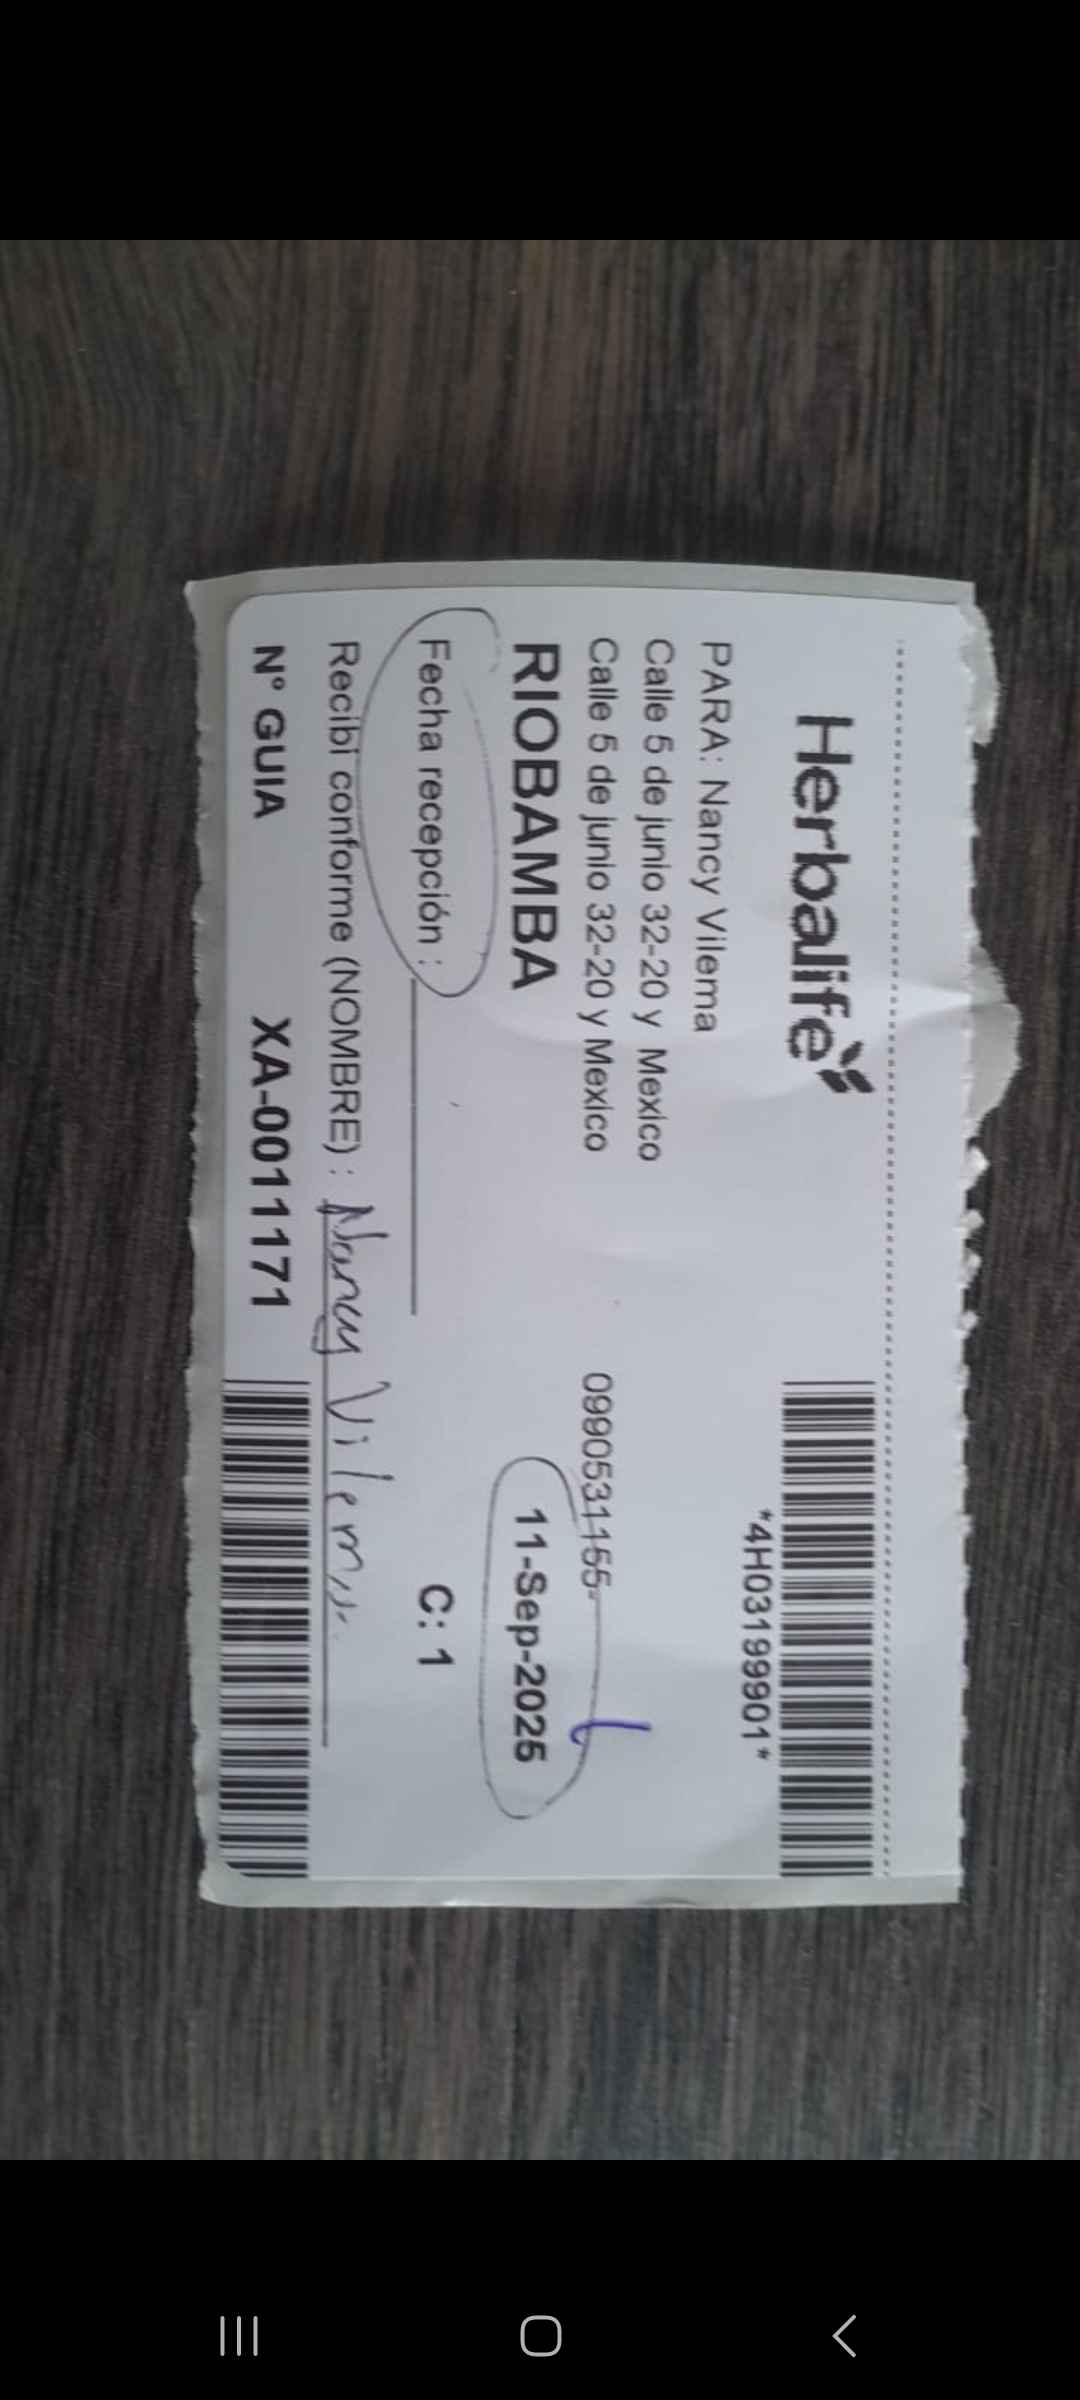 Herbalife
*4H03199901*
PARA: Nancy Vilema
Calle 5 de junio 32-20 y Mexico
Calle 5 de junio 32-20 y Mexico 0990531155-
RIOBAMBA 11-Sep-2025
Fecha recepción : C: 1
Recibi conforme (NOMBRE) : Nancy Vilema
N° GUIA XA-0011171